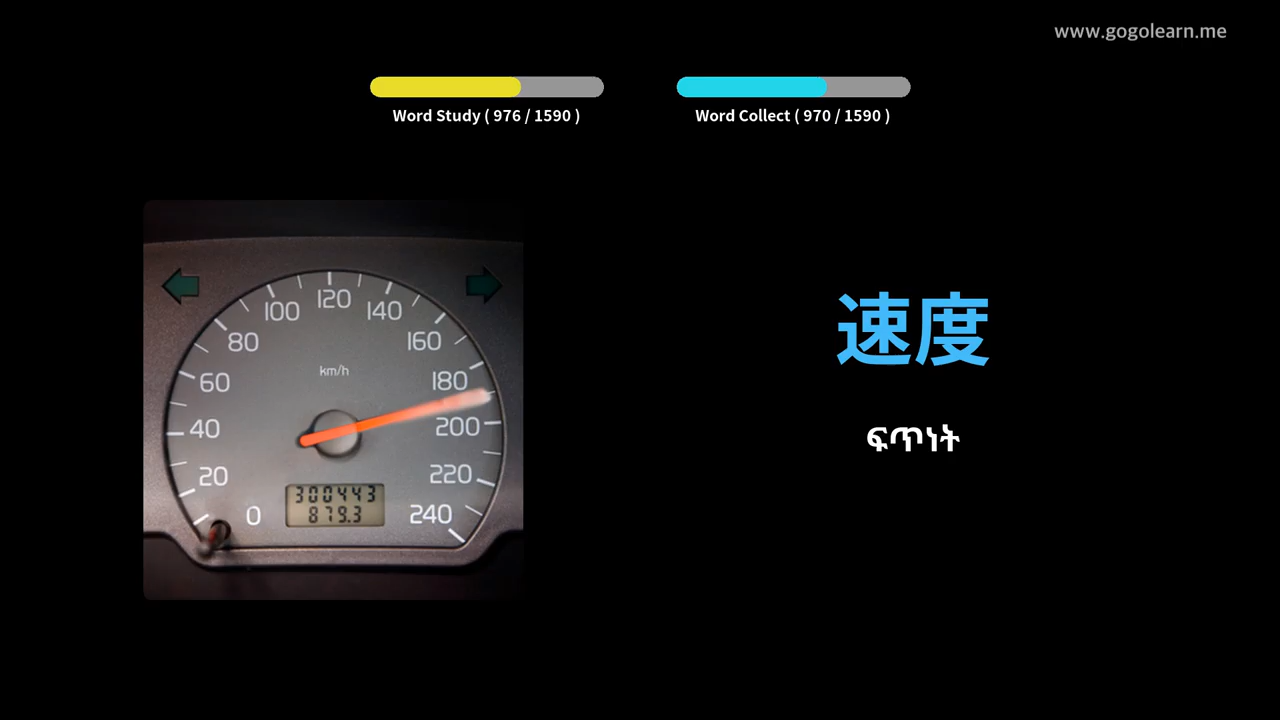 www.gogolearn.me
Word Study ( 976 / 1590 )
Word Collect ( 970 / 1590 )
速度
ፍጥነት
120
100
140
80
160
km/h
60
180
40
200
20
220
300443
0
879.3
240